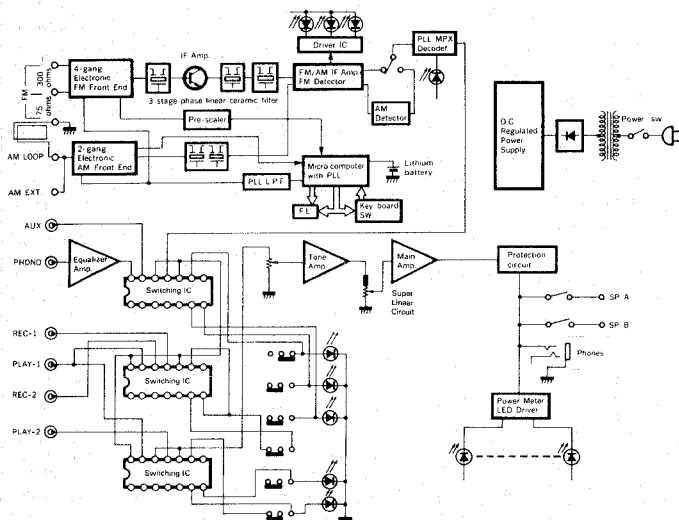 Driver IC
PLL MPX
Decoder
IF Amp.
4-gang
Electronic
FM Front End
FM/AM IF Amp.
FM Detector
FM
300
ohms
75
ohms
3 stage-phase linear ceramic filter
AM
Detector
DC
Regulated
Power
Supply
Power sw
Pre-scaler
AM LOOP
2-gang
Electronic
AM Front End
Micro computer
with PLL
Lithium
battery
PLL LPF
AM EXT.
FL
Key board
SW
AUX
PHONO
Equalizer
Amp.
Tone
Amp
Main
Amp.
Protection
circuit
Switching IC
Super
Linear
Circuit
SP A
SP B
Phones
REC-1
PLAY-1
REC-2
PLAY-2
Switching IC
Power Meter
LED Driver
Switching IC